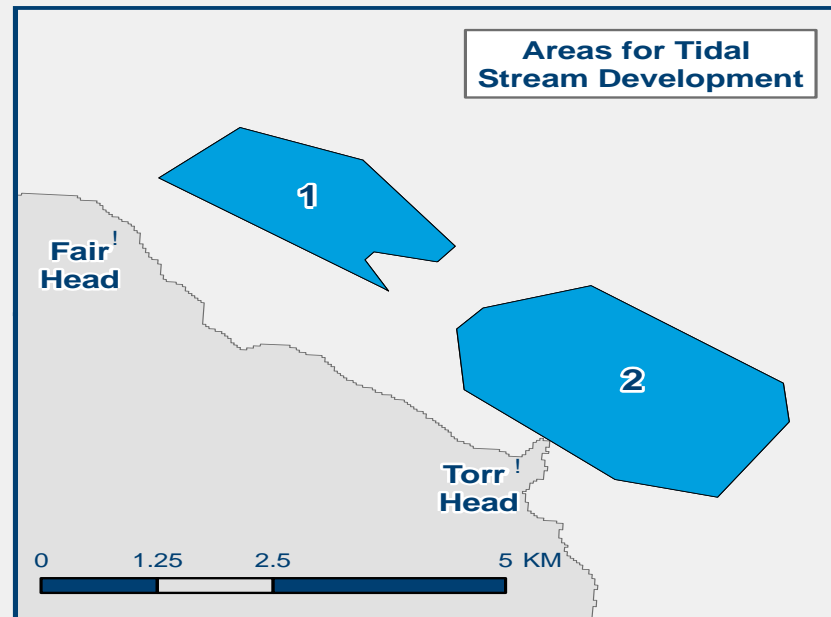 Areas for Tidal
Stream Development
1
!
Fair
Head
2
!
Torr
Head
0 1.25 2.5 5 KM